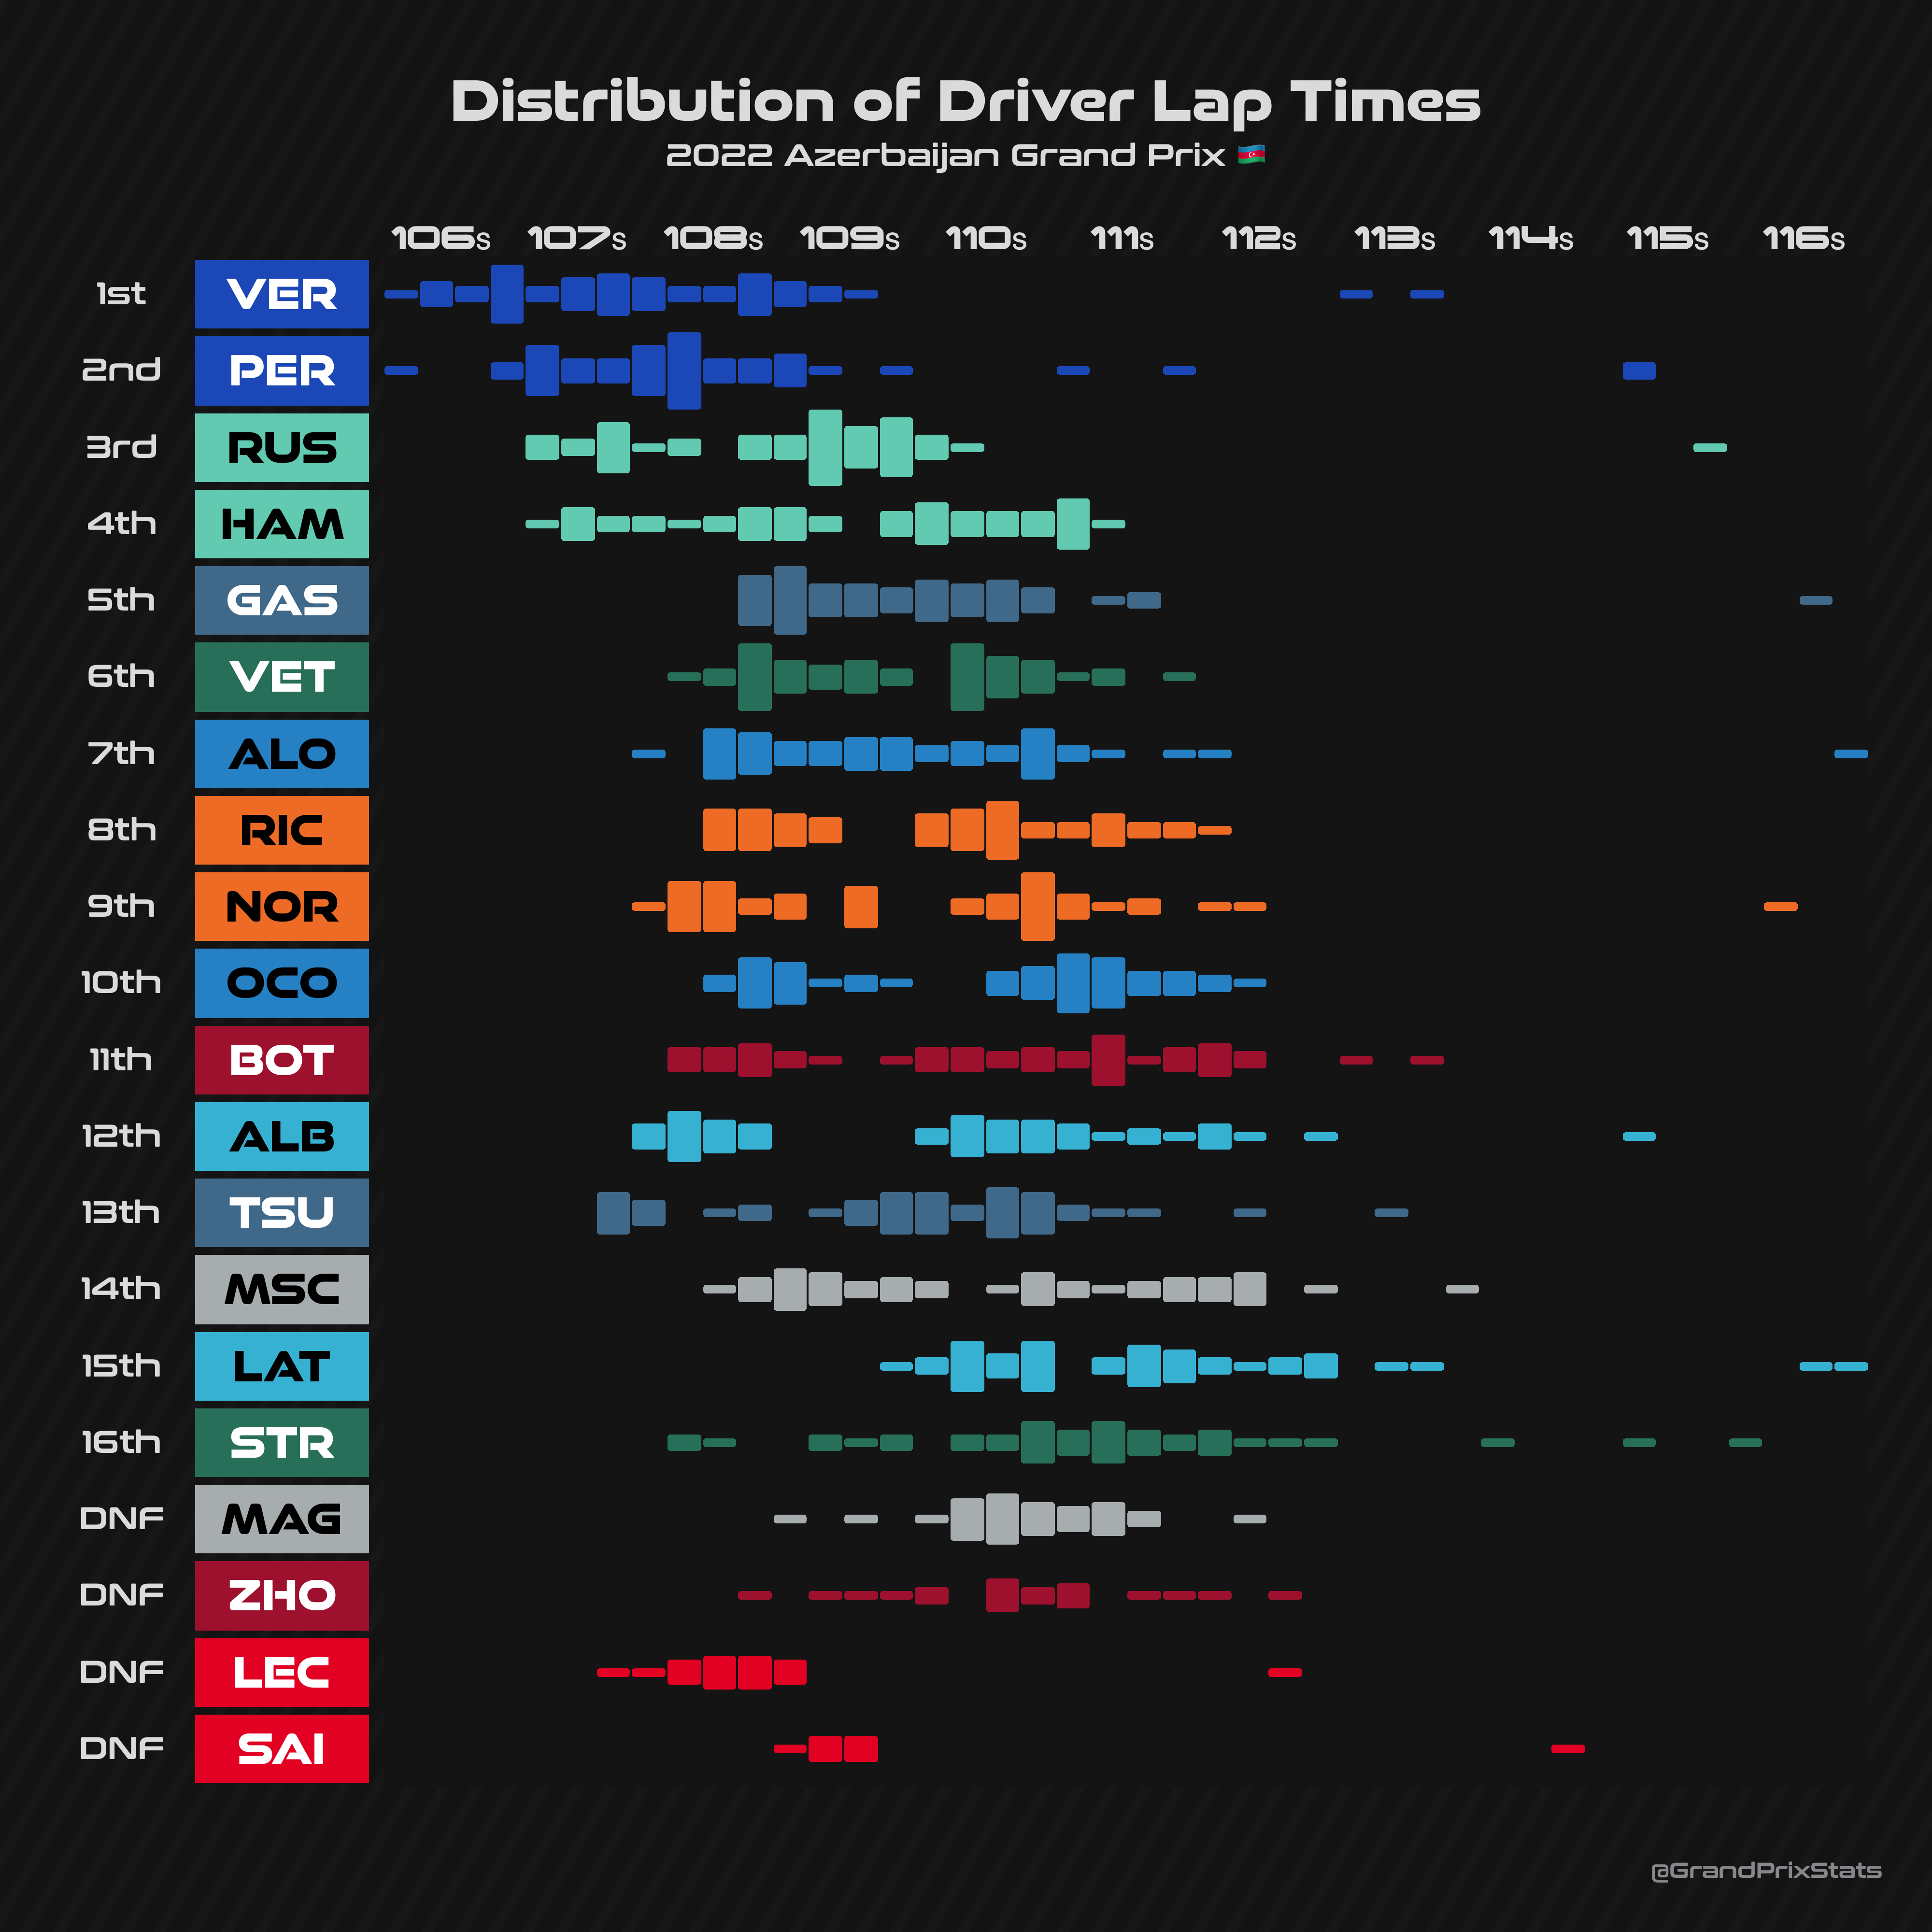 Distribution of Driver Lap Times
2022 Azerbaijan Grand Prix 🇦🇿
106s 107s 108s 109s 110s 111s 112s 113s 114s 115s 116s
1st VER
2nd PER
3rd RUS
4th HAM
5th GAS
6th VET
7th ALO
8th RIC
9th NOR
10th OCO
11th BOT
12th ALB
13th TSU
14th MSC
15th LAT
16th STR
DNF MAG
DNF ZHO
DNF LEC
DNF SAI
@GrandPrixStats